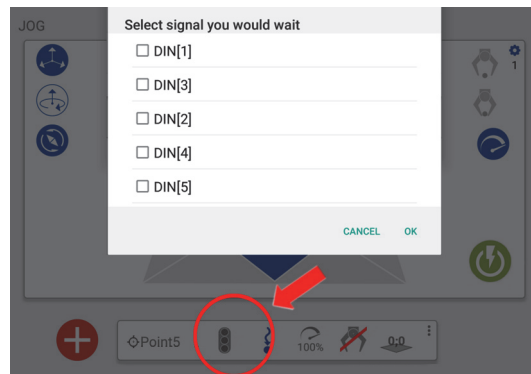 JOG
Select signal you would wait
DIN[1]
DIN[3]
DIN[2]
DIN[4]
DIN[5]
CANCEL OK
1
Point5
100%
0;0